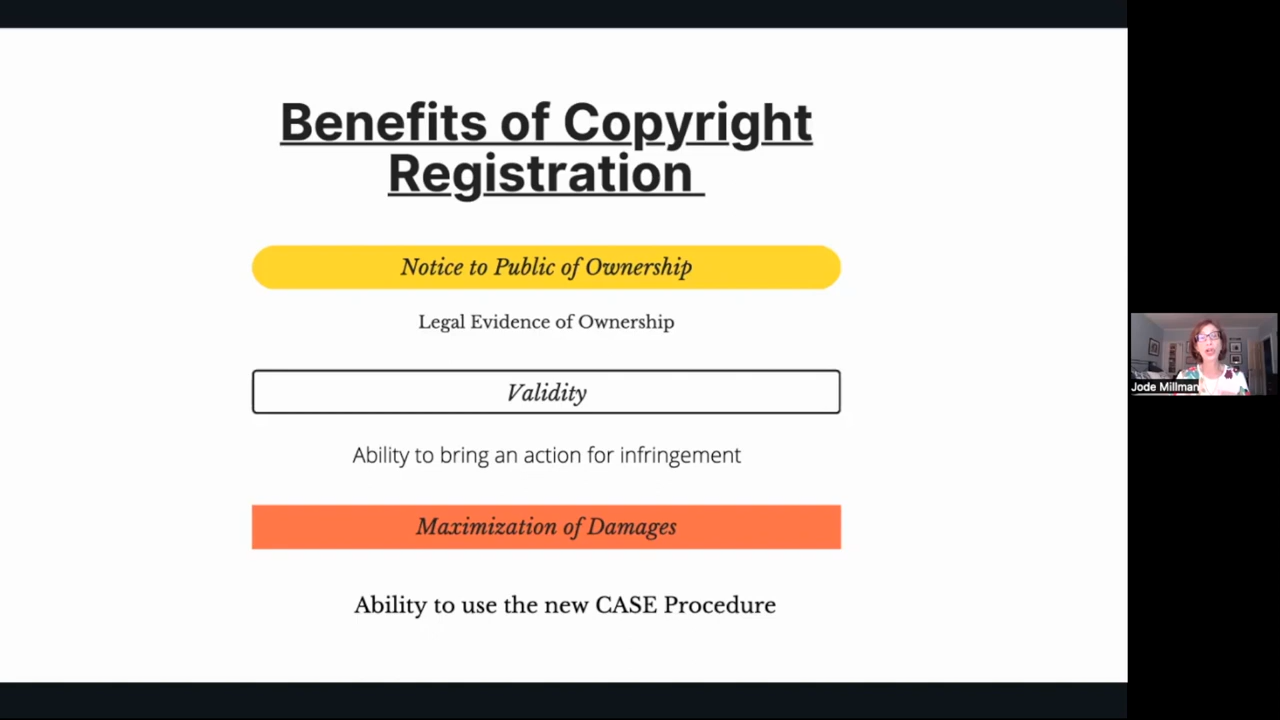 Benefits of Copyright
Registration
Notice to Public of Ownership
Legal Evidence of Ownership
Validity
Ability to bring an action for infringement
Maximization of Damages
Ability to use the new CASE Procedure
Jode Millman